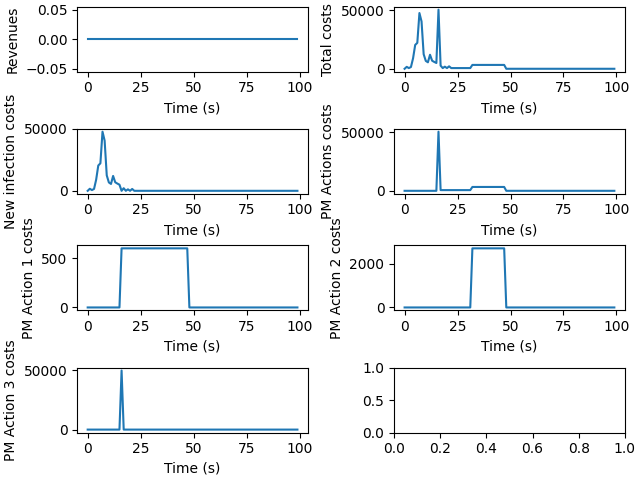 Revenues
0.05
0.00
−0.05
0 25 50 75 100
Time (s)
Total costs
50000
0
0 25 50 75 100
Time (s)
New infection costs
50000
0
0 25 50 75 100
Time (s)
PM Actions costs
50000
0
0 25 50 75 100
Time (s)
PM Action 1 costs
500
0
0 25 50 75 100
Time (s)
PM Action 2 costs
2000
0
0 25 50 75 100
Time (s)
PM Action 3 costs
50000
0
0 25 50 75 100
Time (s)
1.0
0.5
0.0
0.0 0.2 0.4 0.6 0.8 1.0